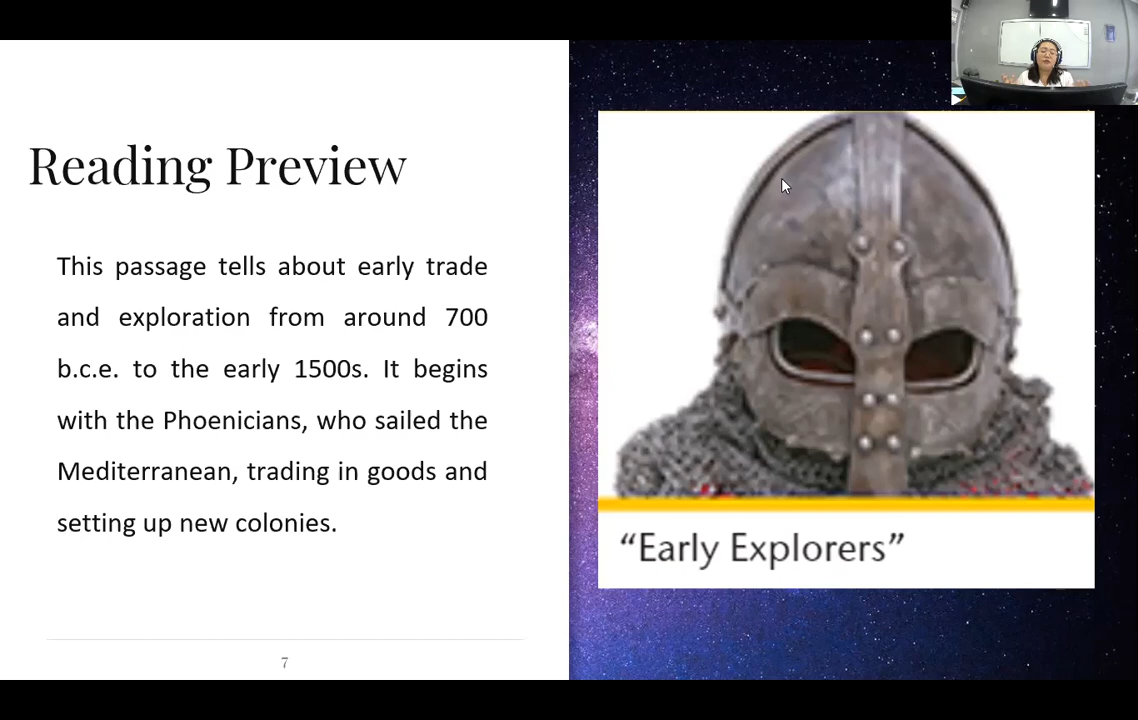 Reading Preview
This passage tells about early trade
and exploration from around 700
b.c.e. to the early 1500s. It begins
with the Phoenicians, who sailed the
Mediterranean, trading in goods and
setting up new colonies.
7
“Early Explorers”